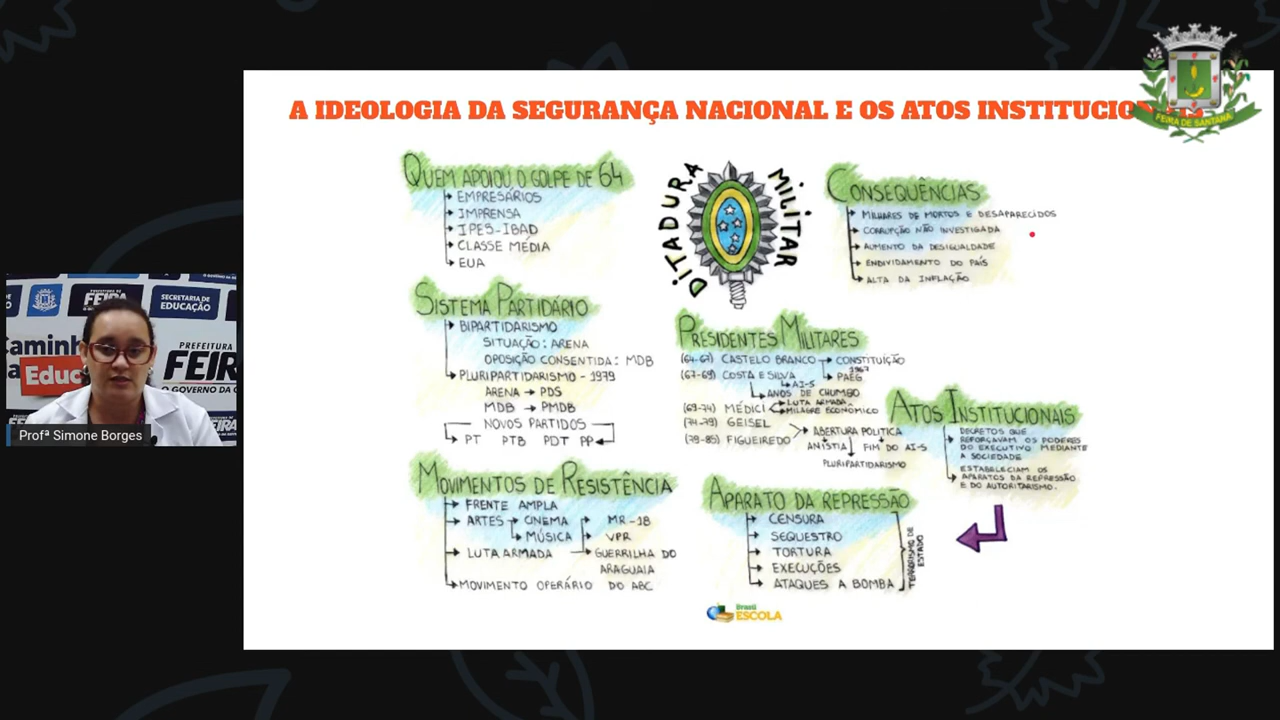 A IDEOLOGIA DA SEGURANÇA NACIONAL E OS ATOS INSTITUCIO
FEIRA DE SANTANA
QUEM APOIOU O GOLPE DE 64
EMPRESÁRIOS
IMPRENSA
IPES-IBAD
CLASSE MÉDIA
EUA
DITADURA MILITAR
CONSEQUÊNCIAS
MILHARES DE MORTOS E DESAPARECIDOS
CORRUPÇÃO NÃO INVESTIGADA
AUMENTO DA DESIGUALDADE
ENDIVIDAMENTO DO PAÍS
ALTA DA INFLAÇÃO
SISTEMA PARTIDÁRIO
BIPARTIDARISMO
SITUAÇÃO: ARENA
OPOSIÇÃO CONSENTIDA: MDB
PLURIPARTIDARISMO - 1979
ARENA → PDS
MDB → PMDB
NOVOS PARTIDOS
PT PTB PDT PP
PRESIDENTES MILITARES
(64-67) CASTELO BRANCO → CONSTITUIÇÃO
1967
(67-69) COSTA E SILVA PAEG
AI-5
ANOS DE CHUMBO
(69-74) MÉDICI LUTA ARMADA
MILAGRE ECONÔMICO
(74-79) GEISEL
ABERTURA POLÍTICA
(79-85) FIGUEIREDO
ANISTIA FIM DO AI-5
PLURIPARTIDARISMO
ATOS INSTITUCIONAIS
DECRETOS QUE
REFORÇAVAM OS PODERES
DO EXECUTIVO MEDIANTE
A SOCIEDADE
ESTABELECIAM OS
APARATOS DA REPRESSÃO
E DO AUTORITARISMO.
MOVIMENTOS DE RESISTÊNCIA
FRENTE AMPLA
ARTES → CINEMA
MÚSICA
MR-18
VPR
LUTA ARMADA → GUERRILHA DO
ARAGUAIA
MOVIMENTO OPERÁRIO DO ABC
APARATO DA REPRESSÃO
CENSURA
SEQUESTRO
TORTURA
EXECUÇÕES
ATAQUES A BOMBA
TERRORISMO DE
ESTADO
Brasil
ESCOLA
PREFEITURA DE
FEIRA
SECRETARIA DE
EDUCAÇÃO
Caminh
a Educ
PREFEITURA
FEIR
O GOVERNO DA
Profª Simone Borges